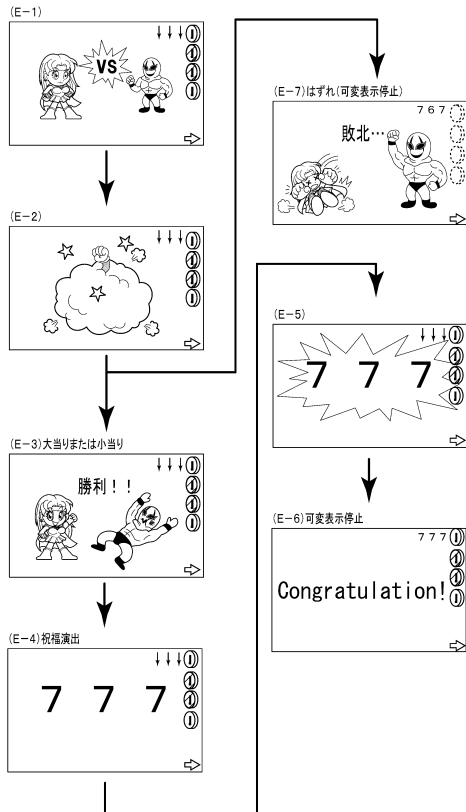 (E-1)
↓↓↓
VS
(E-2)
↓↓↓
(E-3)大当りまたは小当り
↓↓↓
勝利！！
(E-4)祝福演出
↓↓↓
7 7 7
(E-7)はずれ(可変表示停止)
767
敗北…
(E-5)
↓↓↓
7 7 7
(E-6)可変表示停止
777
Congratulation!